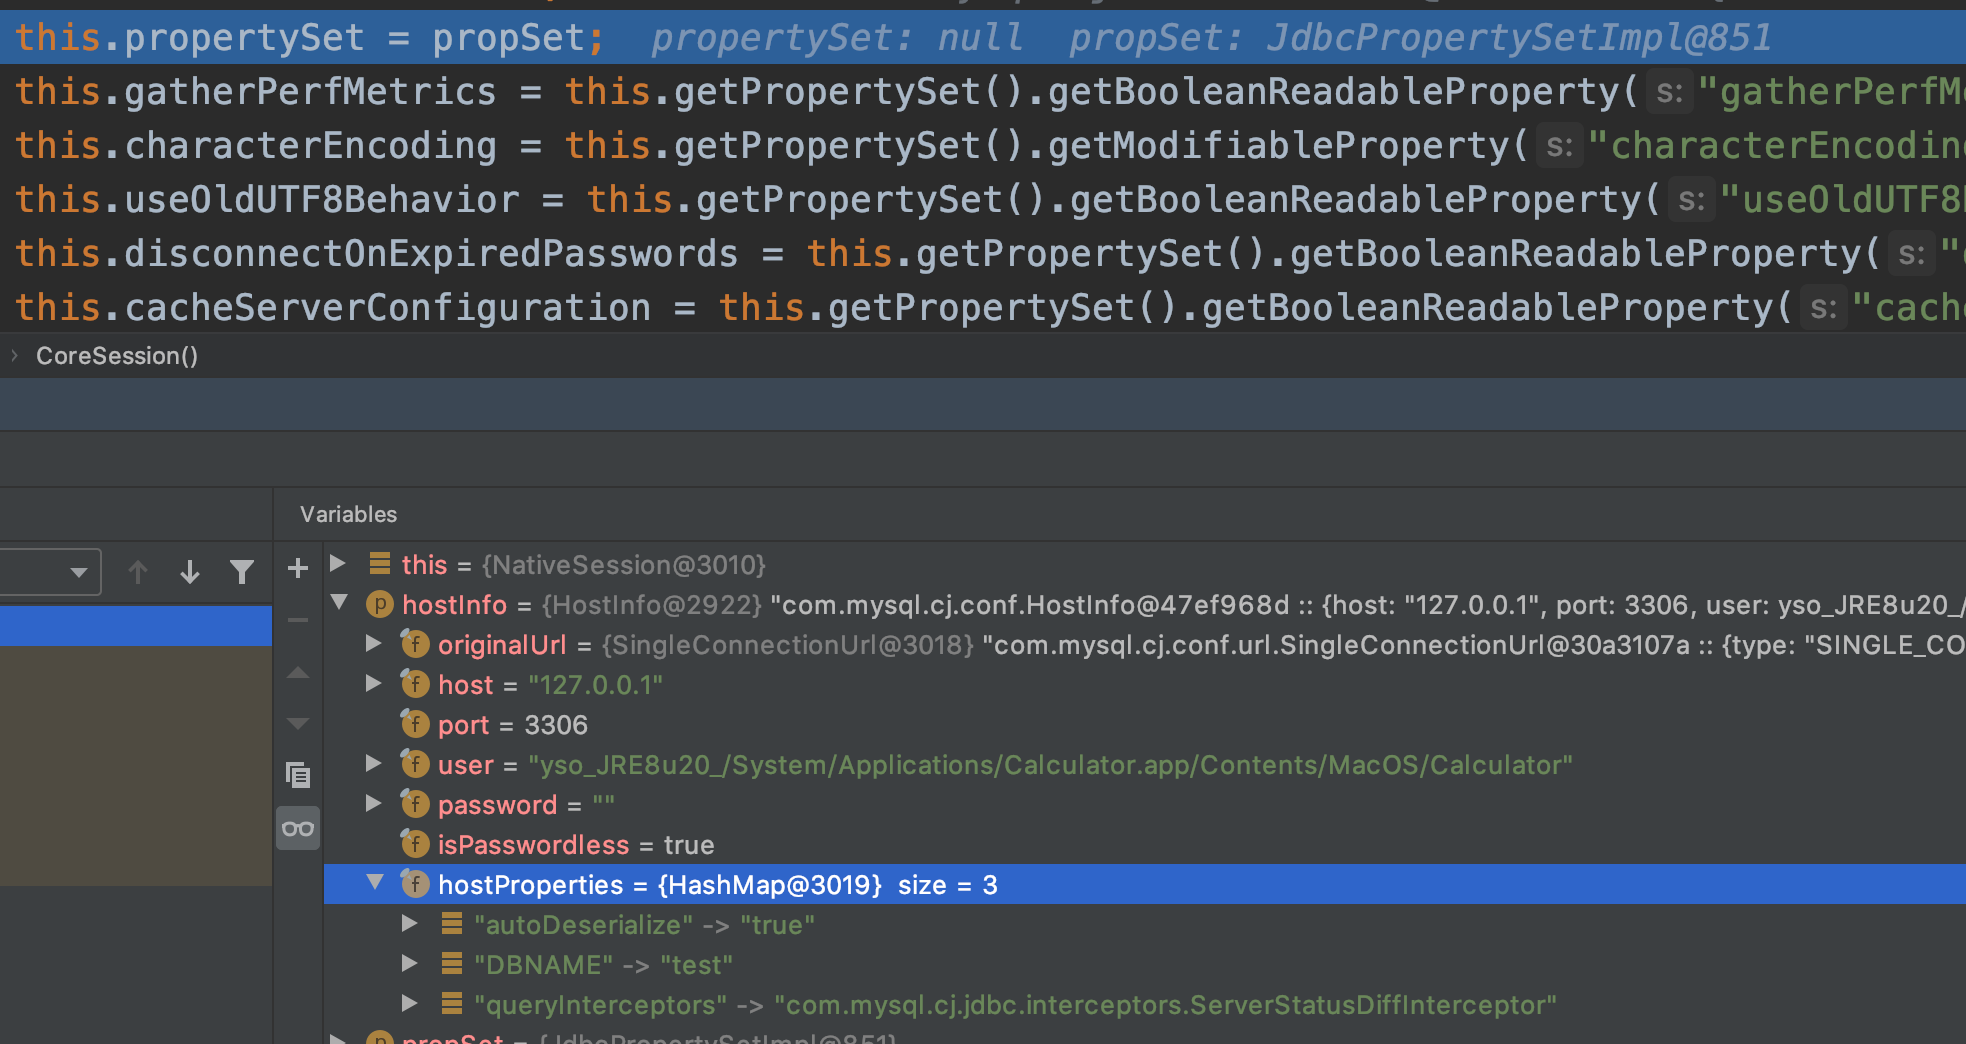 this.propertySet = propSet; propertySet: null propSet: JdbcPropertySetImpl@851
this.gatherPerfMetrics = this.getPropertySet().getBooleanReadableProperty( s: "gatherPerfM
this.characterEncoding = this.getPropertySet().getModifiableProperty( s: "characterEncodin
this.useOldUTF8Behavior = this.getPropertySet().getBooleanReadableProperty( s: "useOldUTF8
this.disconnectOnExpiredPasswords = this.getPropertySet().getBooleanReadableProperty( s: "
this.cacheServerConfiguration = this.getPropertySet().getBooleanReadableProperty( s: "cach
CoreSession()
Variables
this = {NativeSession@3010}
hostInfo = {HostInfo@2922} "com.mysql.cj.conf.HostInfo@47ef968d :: {host: "127.0.0.1", port: 3306, user: yso_JRE8u20_/
originalUrl = {SingleConnectionUrl@3018} "com.mysql.cj.conf.url.SingleConnectionUrl@30a3107a :: {type: "SINGLE_CO
host = "127.0.0.1"
port = 3306
user = "yso_JRE8u20_/System/Applications/Calculator.app/Contents/MacOS/Calculator"
password = ""
isPasswordless = true
hostProperties = {HashMap@3019} size = 3
"autoDeserialize" -> "true"
"DBNAME" -> "test"
"queryInterceptors" -> "com.mysql.cj.jdbc.interceptors.ServerStatusDiffInterceptor"
propSet = {JdbcPropertySetImpl@851}